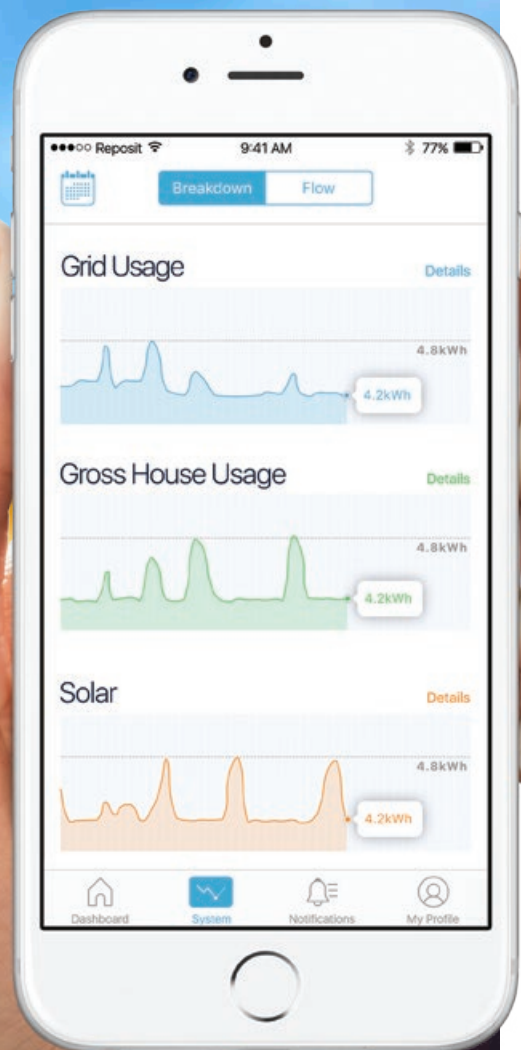 Reposit 9:41 AM 77%
Breakdown Flow
Grid Usage Details
4.8kWh
4.2kWh
Gross House Usage Details
4.8kWh
4.2kWh
Solar Details
4.8kWh
4.2kWh
Dashboard System Notifications My Profile